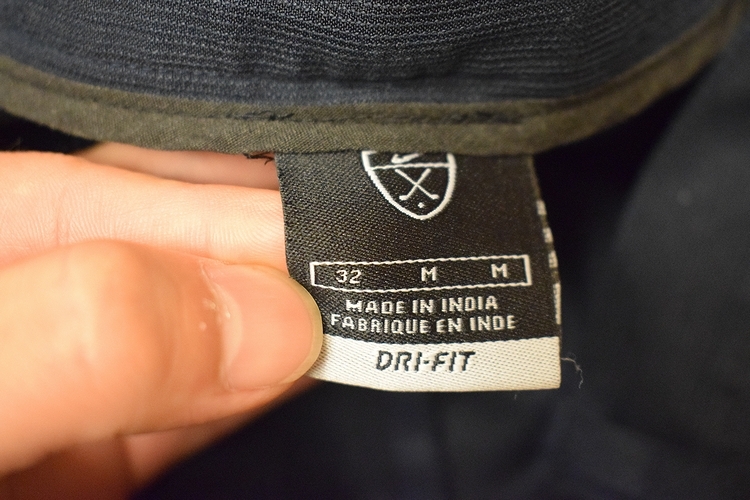 32 M M
MADE IN INDIA
FABRIQUE EN INDE
DRI-FIT